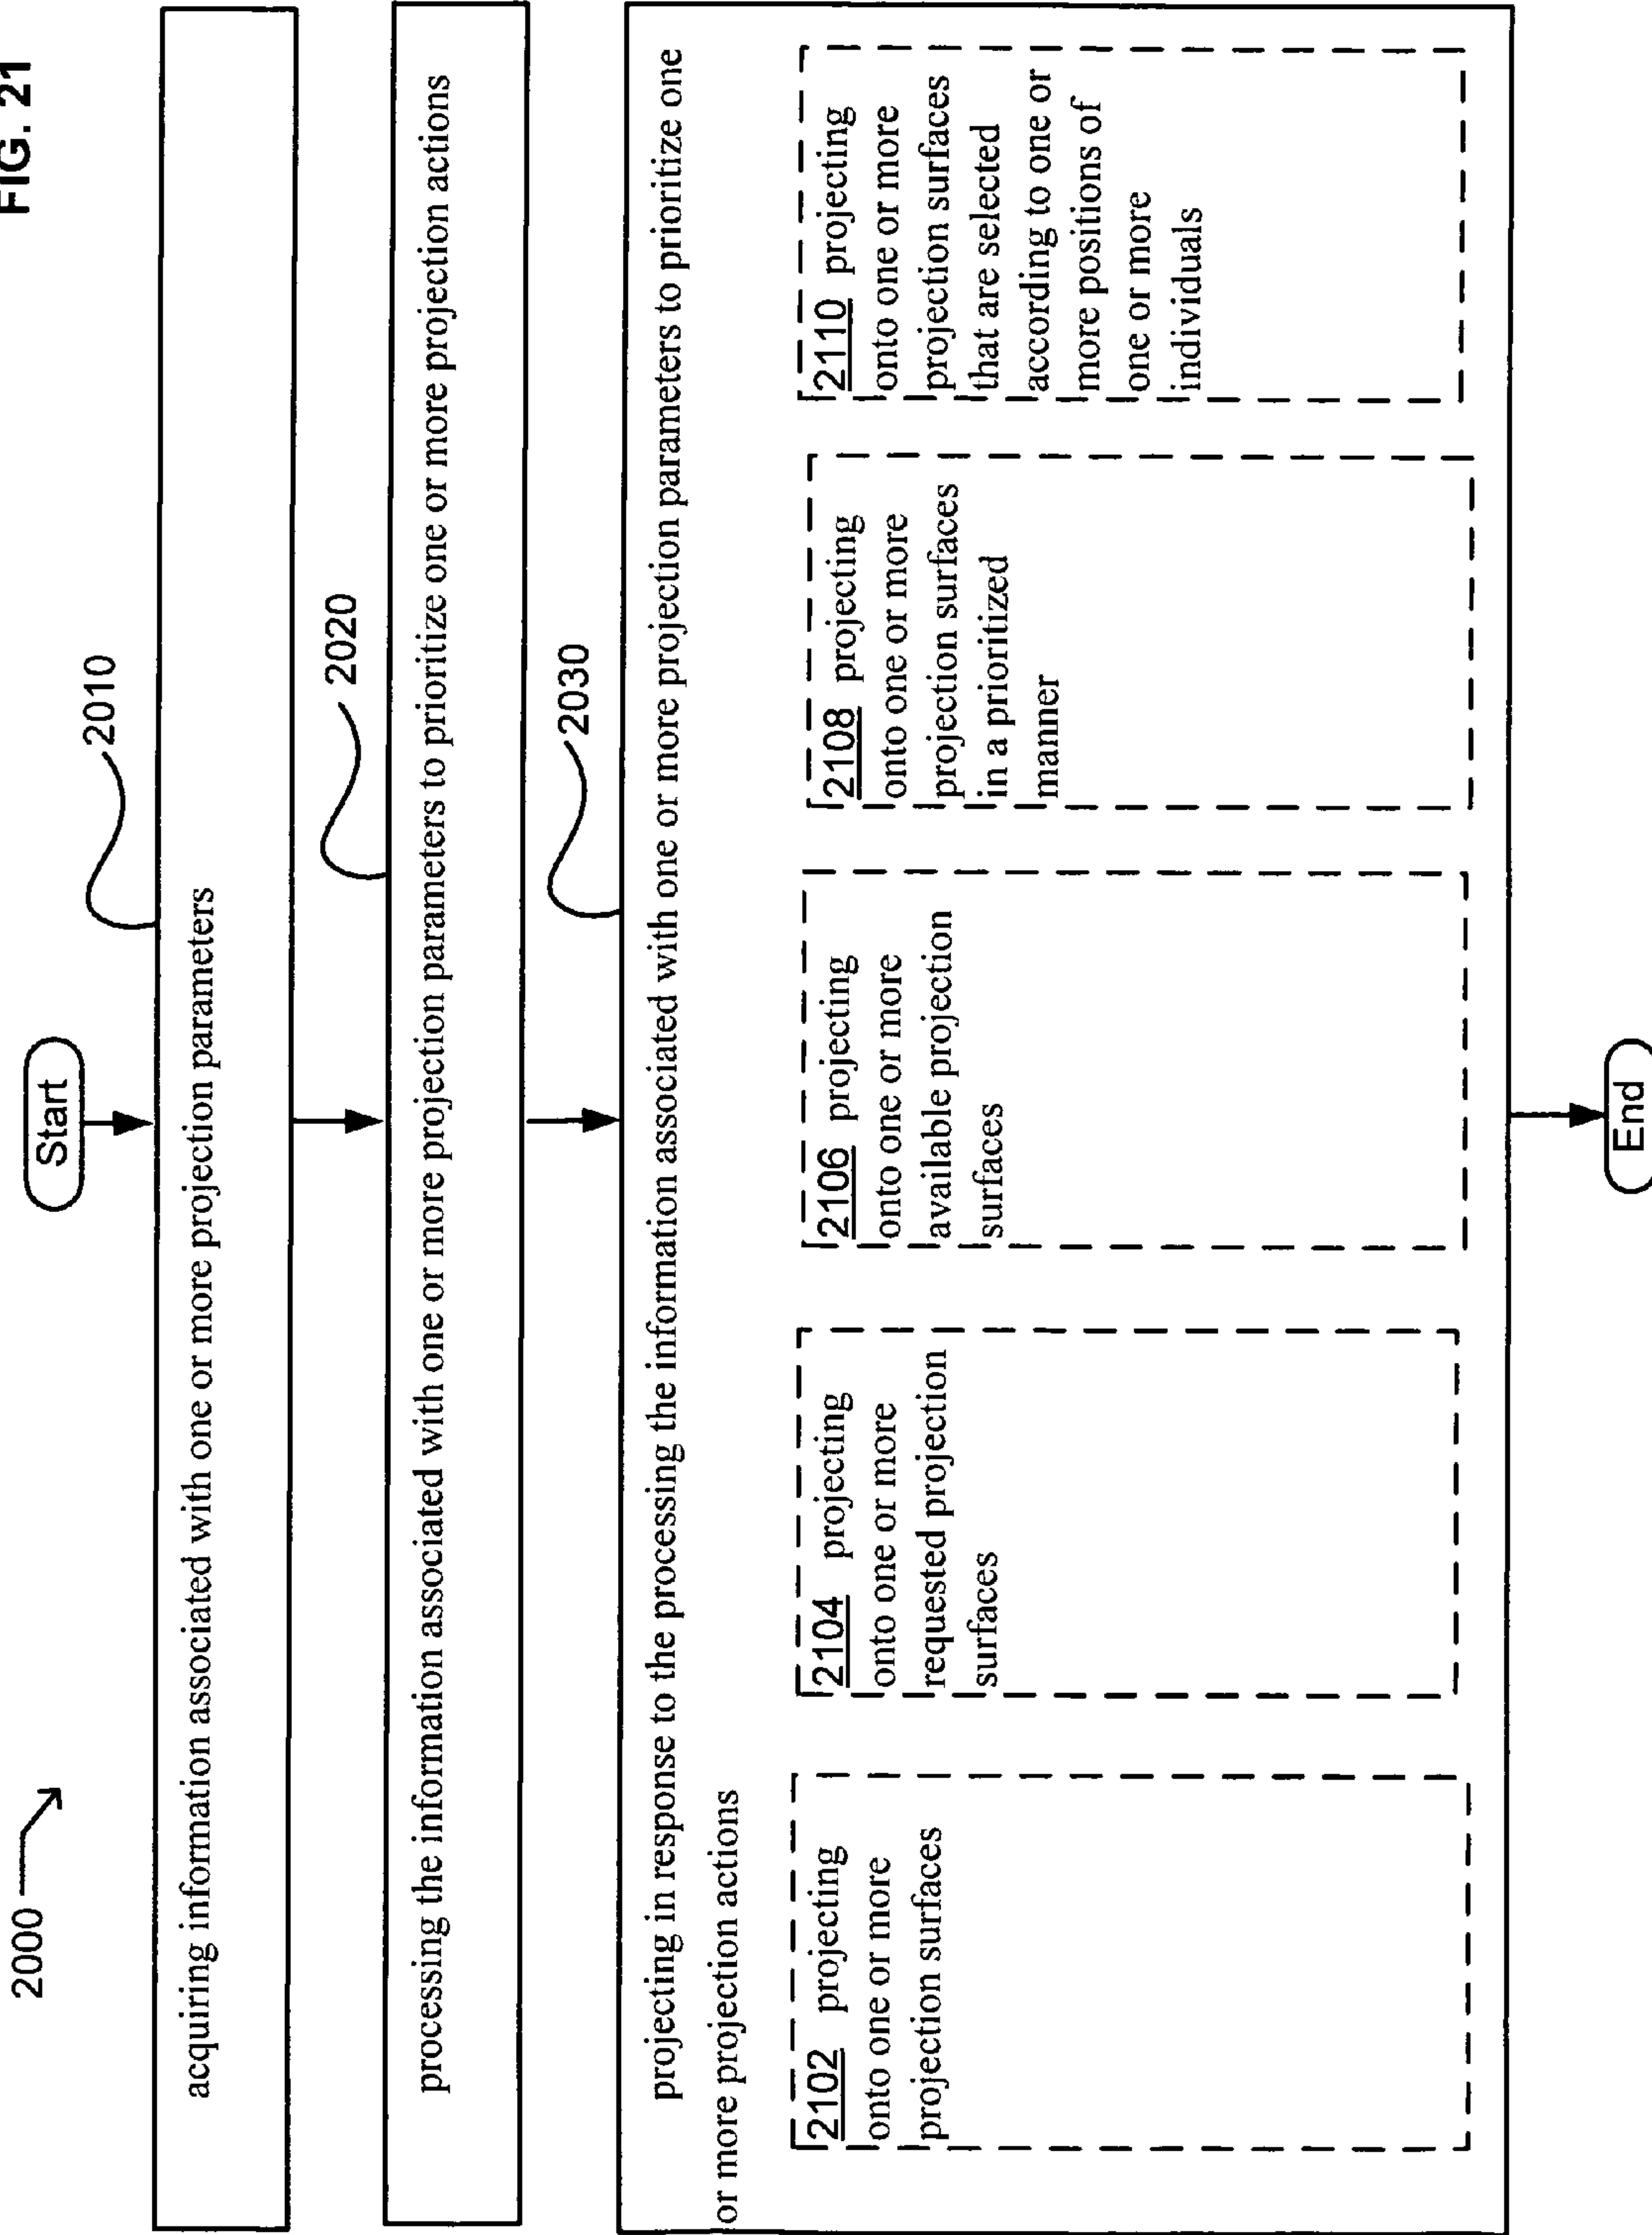 FIG. 21
2000
Start
2010
acquiring information associated with one or more projection parameters
2020
processing the information associated with one or more projection parameters to prioritize one or more projection actions
2030
projecting in response to the processing the information associated with one or more projection parameters to prioritize one
or more projection actions
2102 projecting
onto one or more
projection surfaces
2104 projecting
onto one or more
requested projection
surfaces
2106 projecting
onto one or more
available projection
surfaces
2108 projecting
onto one or more
projection surfaces
in a prioritized
manner
2110 projecting
onto one or more
projection surfaces
that are selected
according to one or
more positions of
one or more
individuals
End